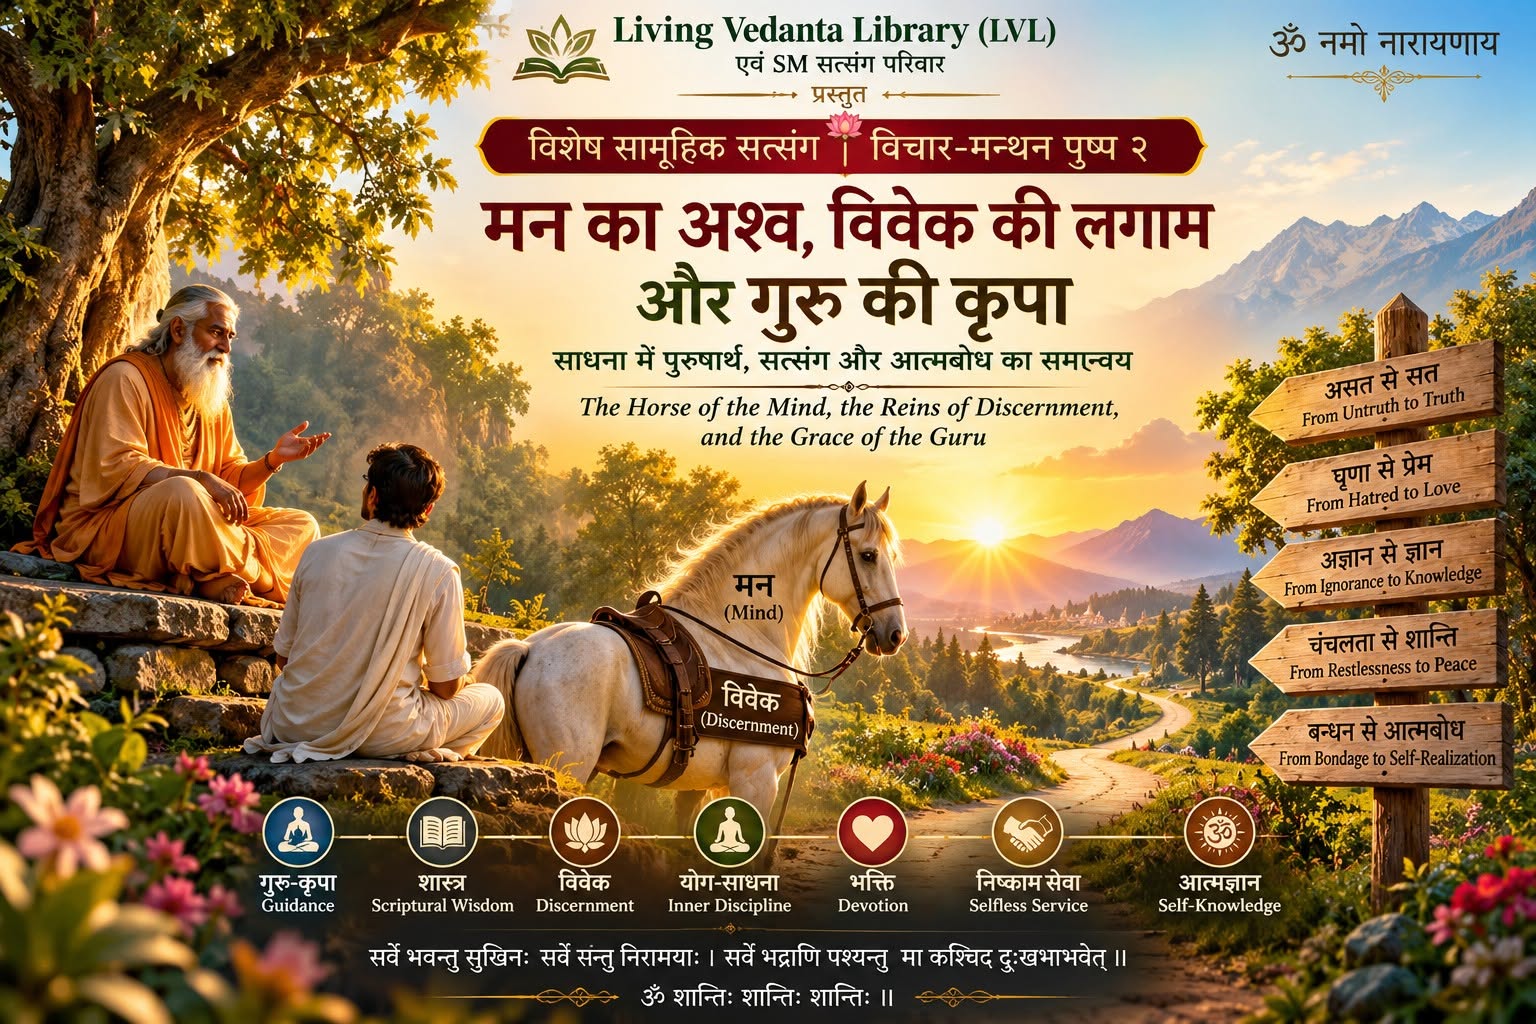 Living Vedanta Library (LVL)
एवं SM सत्संग परिवार
प्रस्तुत
ॐ नमो नारायणाय
विशेष सामूहिक सत्संग | विचार-मन्थन पुष्प २
मन का अश्व, विवेक की लगाम
और गुरु की कृपा
साधना में पुरुषार्थ, सत्संग और आत्मबोध का समान्वय
The Horse of the Mind, the Reins of Discernment,
and the Grace of the Guru
असत से सत
From Untruth to Truth
घृणा से प्रेम
From Hatred to Love
अज्ञान से ज्ञान
From Ignorance to Knowledge
चंचलता से शान्ति
From Restlessness to Peace
बन्धन से आत्मबोध
From Bondage to Self-Realization
मन
(Mind)
विवेक
(Discernment)
गुरु-कृपा
Guidance
शास्त्र
Scriptural Wisdom
विवेक
Discernment
योग-साधना
Inner Discipline
भक्ति
Devotion
निष्काम सेवा
Selfless Service
ॐ
आत्मज्ञान
Self-Knowledge
सर्वे भवन्तु सुखिनः सर्वे सन्तु निरामयाः । सर्वे भद्राणि पश्यन्तु मा कश्चिद दुःखभाभवेत् ॥
ॐ शान्तिः शान्तिः शान्तिः ॥